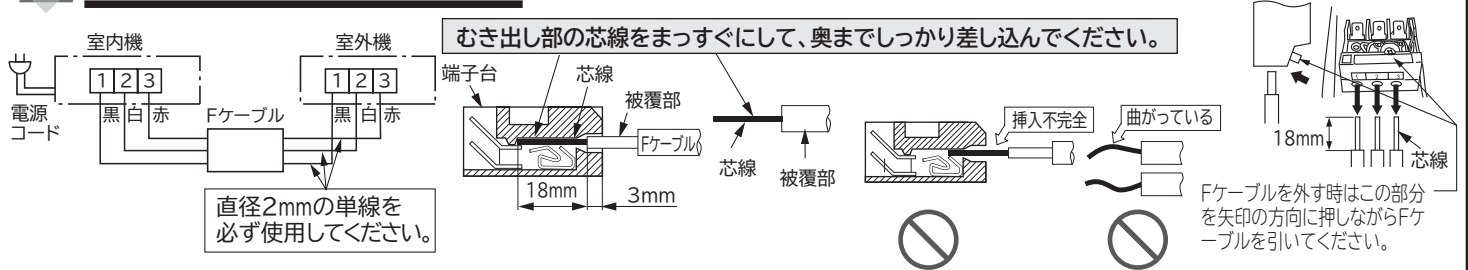 むき出し部の芯線をまっすぐにして、奥までしっかり差し込んでください。
室内機
室外機
1 2 3
1 2 3
電源
コード
黒 白 赤
黒 白 赤
Fケーブル
直径2mmの単線を
必ず使用してください。
端子台
芯線
被覆部
Fケーブル
18mm
3mm
芯線
被覆部
挿入不完全
曲がっている
1 2 3
18mm
芯線
Fケーブルを外す時はこの部分
を矢印の方向に押しながらFケ
ーブルを引いてください。